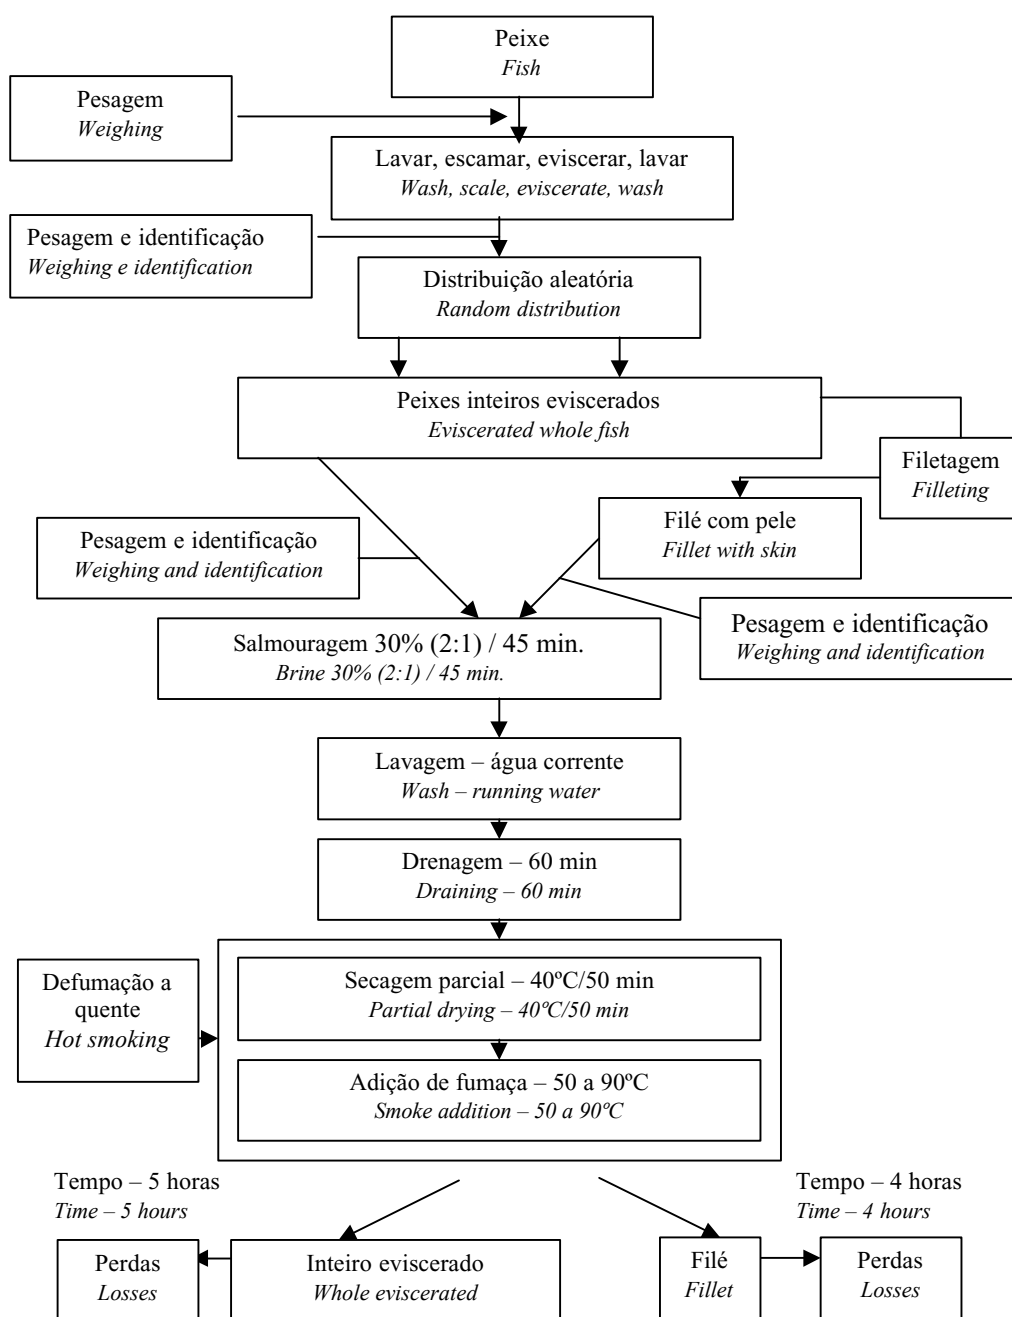 Peixe
Fish
Pesagem
Weighing
Lavar, escamar, eviscerar, lavar
Wash, scale, eviscerate, wash
Pesagem e identificação
Weighing e identification
Distribuição aleatória
Random distribution
Peixes inteiros eviscerados
Eviscerated whole fish
Filetagem
Filleting
Filé com pele
Fillet with skin
Pesagem e identificação
Weighing and identification
Pesagem e identificação
Weighing and identification
Salmouragem 30% (2:1) / 45 min.
Brine 30% (2:1) / 45 min.
Lavagem – água corrente
Wash – running water
Drenagem – 60 min
Draining – 60 min
Defumação a
quente
Hot smoking
Secagem parcial – 40ºC/50 min
Partial drying – 40ºC/50 min
Adição de fumaça – 50 a 90ºC
Smoke addition – 50 a 90ºC
Tempo – 5 horas
Time – 5 hours
Tempo – 4 horas
Time – 4 hours
Perdas
Losses
Inteiro eviscerado
Whole eviscerated
Filé
Fillet
Perdas
Losses